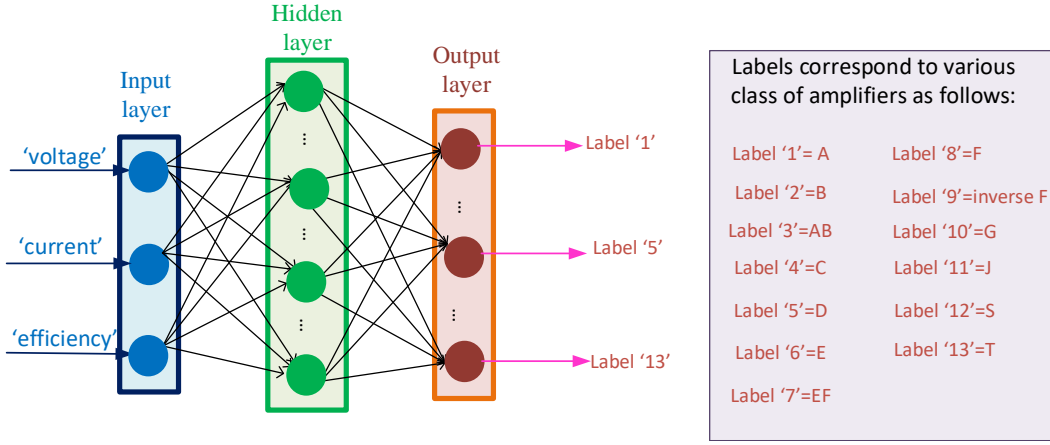 Hidden
layer
Output
layer
Input
layer
‘voltage’
‘current’
‘efficiency’
...
...
...
...
...
Label ‘1’
Label ‘5’
Label ‘13’
Labels correspond to various
class of amplifiers as follows:
Label ‘1’= A
Label ‘2’=B
Label ‘3’=AB
Label ‘4’=C
Label ‘5’=D
Label ‘6’=E
Label ‘7’=EF
Label ‘8’=F
Label ‘9’=inverse F
Label ‘10’=G
Label ‘11’=J
Label ‘12’=S
Label ‘13’=T